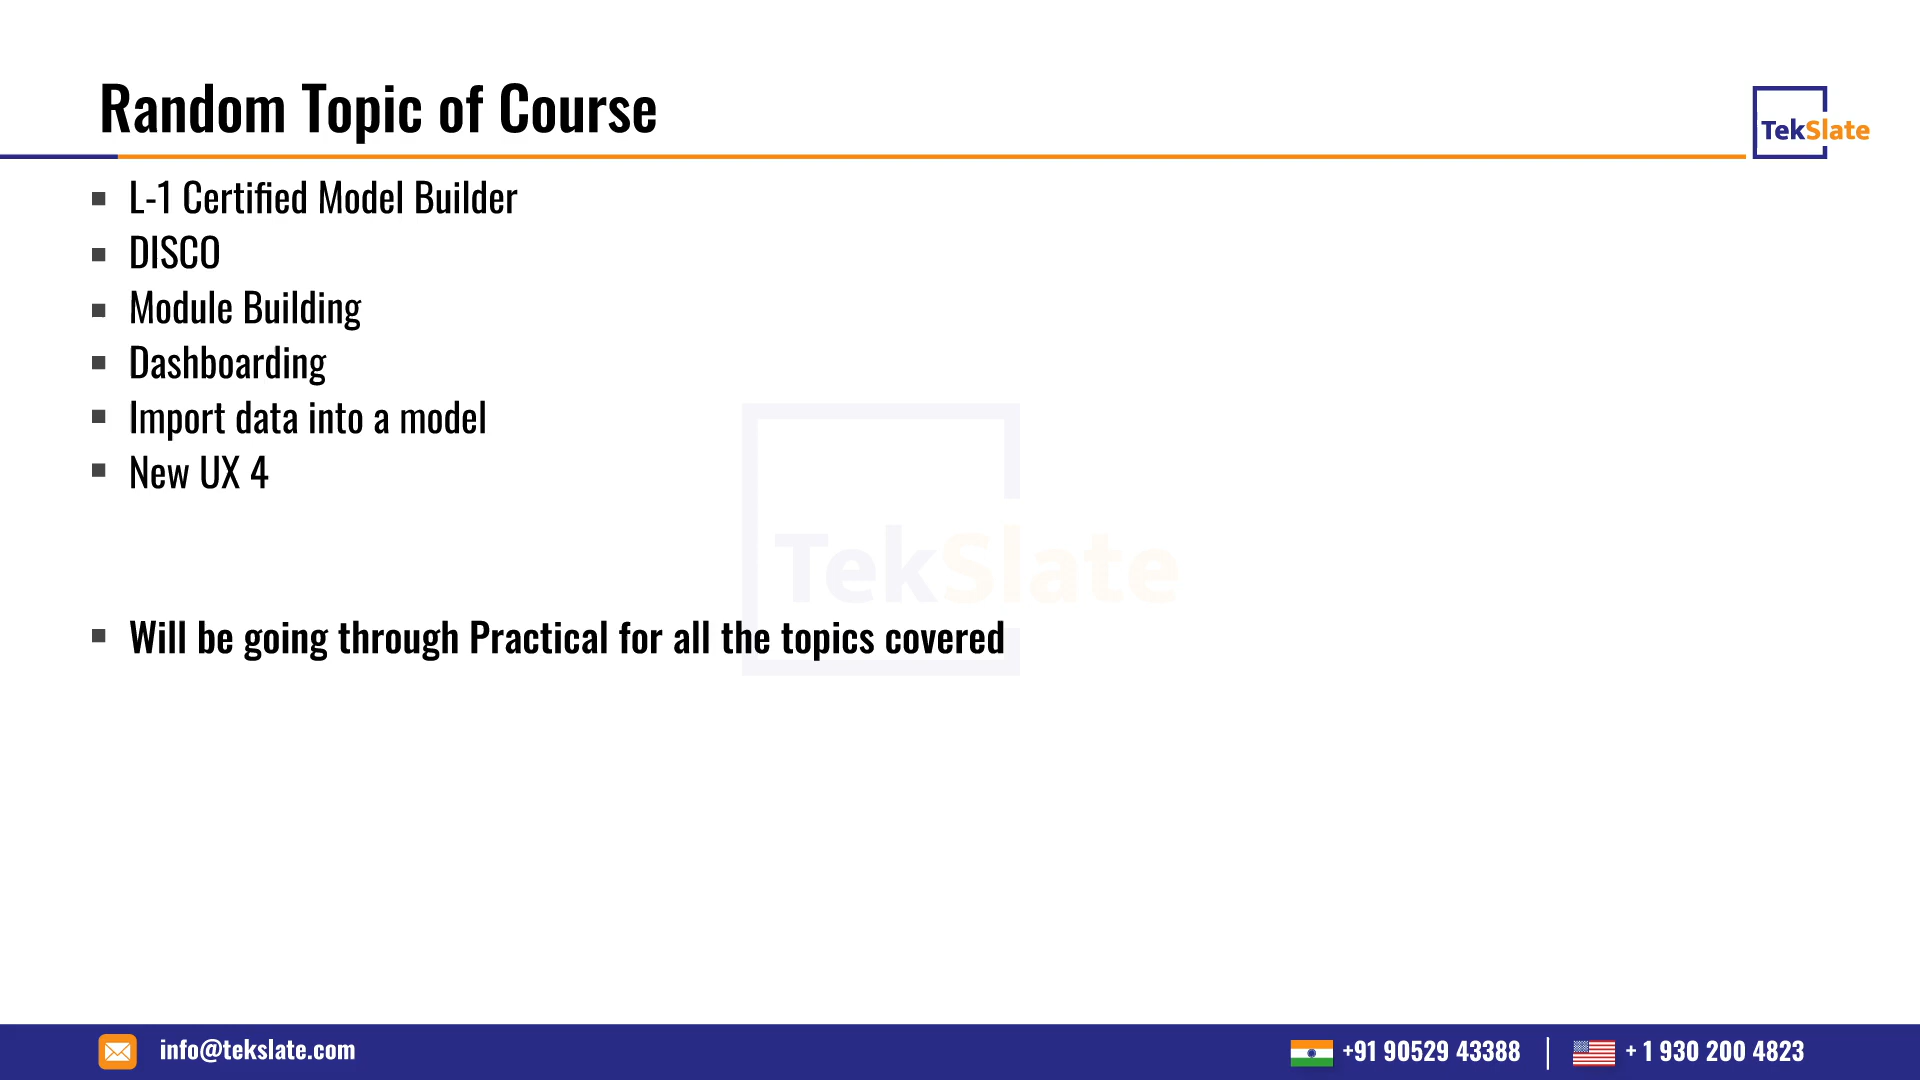 Random Topic of Course
TekSlate
▪ L-1 Certified Model Builder
▪ DISCO
▪ Module Building
▪ Dashboarding
▪ Import data into a model
▪ New UX 4
TekSlate
▪ Will be going through Practical for all the topics covered
info@tekslate.com
+91 90529 43388
+ 1 930 200 4823